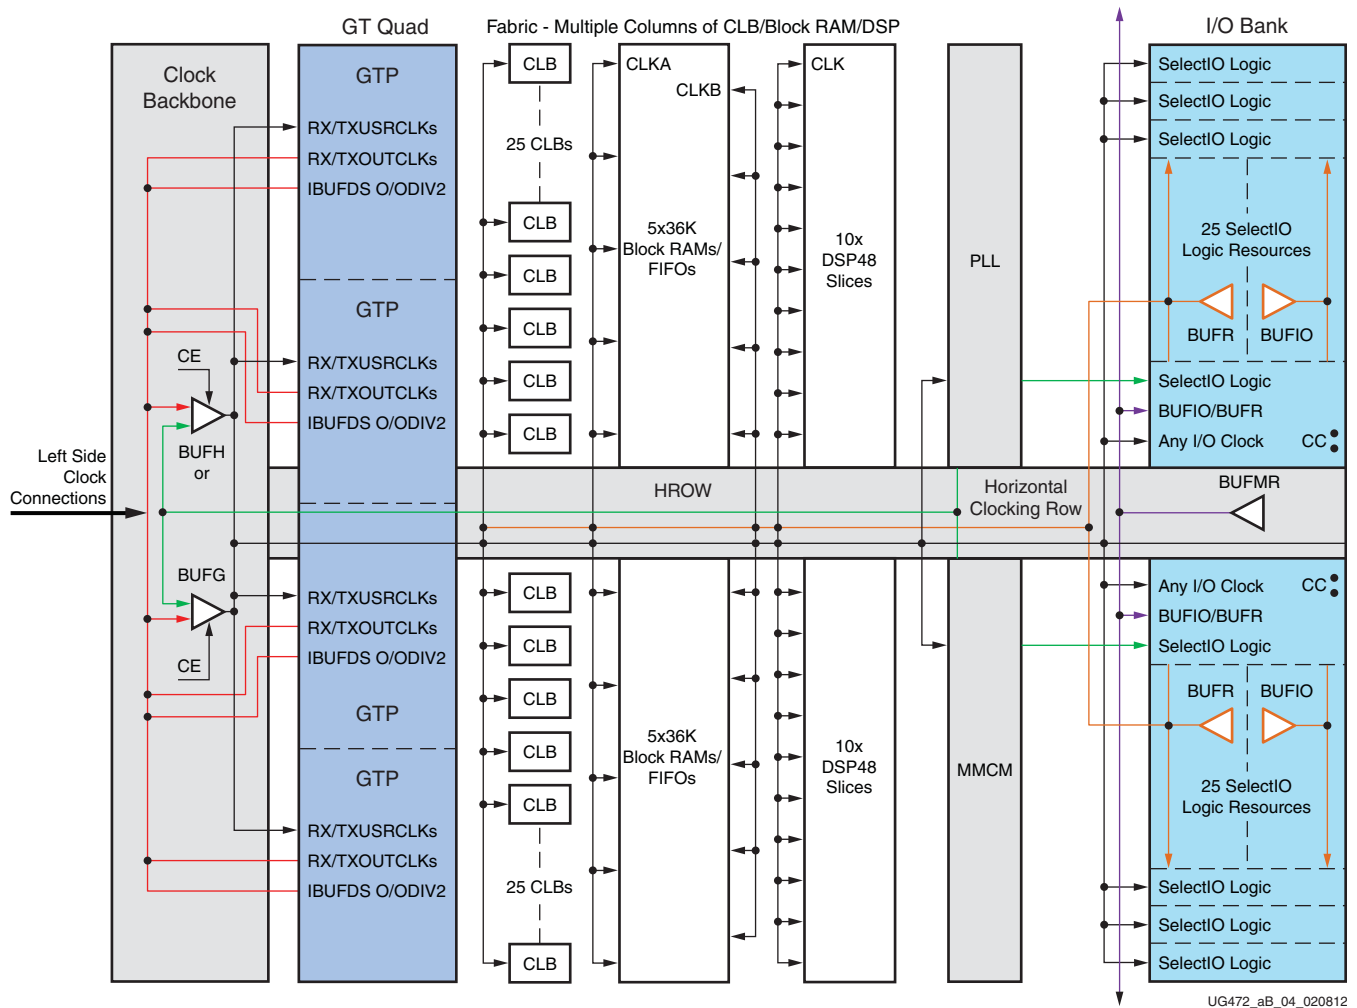 GT Quad
Fabric - Multiple Columns of CLB/Block RAM/DSP
I/O Bank
Clock
Backbone
GTP
RX/TXUSRCLKs
RX/TXOUTCLKs
IBUFDS O/ODIV2
GTP
RX/TXUSRCLKs
RX/TXOUTCLKs
IBUFDS O/ODIV2
CE
BUFH
or
Left Side
Clock
Connections
BUFG
CE
RX/TXUSRCLKs
RX/TXOUTCLKs
IBUFDS O/ODIV2
GTP
GTP
RX/TXUSRCLKs
RX/TXOUTCLKs
IBUFDS O/ODIV2
CLB
25 CLBs
CLB
CLB
CLB
CLB
CLB
CLKA
CLKB
5x36K
Block RAMs/
FIFOs
CLK
10x
DSP48
Slices
PLL
SelectIO Logic
SelectIO Logic
SelectIO Logic
25 SelectIO
Logic Resources
BUFR
BUFIO
SelectIO Logic
BUFIO/BUFR
Any I/O Clock
CC
HROW
Horizontal
Clocking Row
BUFMR
CLB
CLB
CLB
CLB
CLB
25 CLBs
CLB
5x36K
Block RAMs/
FIFOs
10x
DSP48
Slices
MMCM
Any I/O Clock
CC
BUFIO/BUFR
SelectIO Logic
BUFR
BUFIO
25 SelectIO
Logic Resources
SelectIO Logic
SelectIO Logic
SelectIO Logic
UG472_aB_04_020812